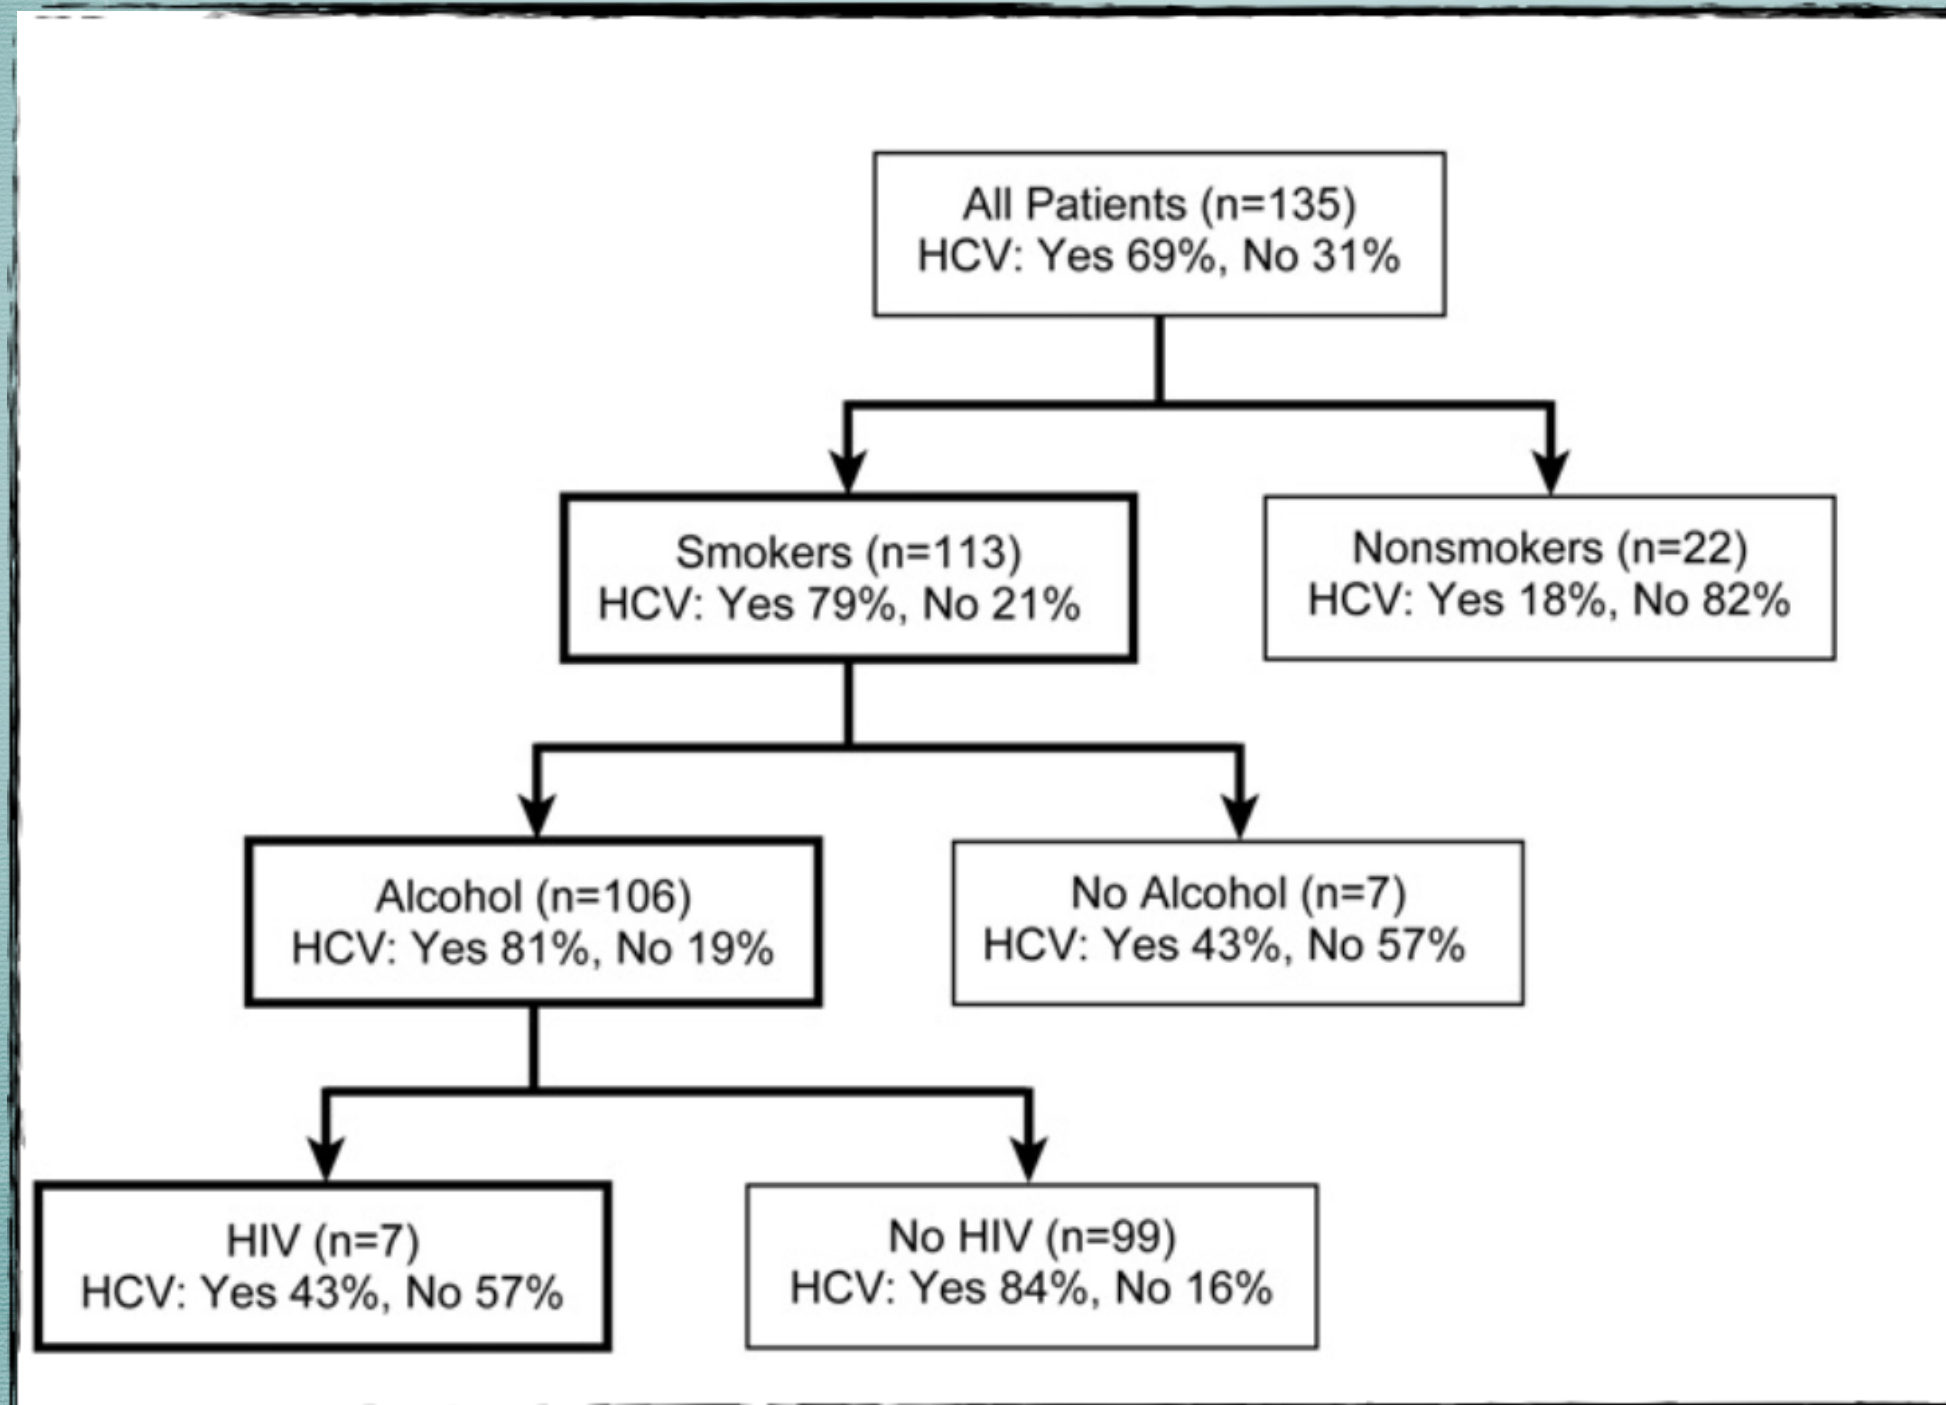 All Patients (n=135)
HCV: Yes 69%, No 31%
Smokers (n=113)
HCV: Yes 79%, No 21%
Nonsmokers (n=22)
HCV: Yes 18%, No 82%
Alcohol (n=106)
HCV: Yes 81%, No 19%
No Alcohol (n=7)
HCV: Yes 43%, No 57%
HIV (n=7)
HCV: Yes 43%, No 57%
No HIV (n=99)
HCV: Yes 84%, No 16%